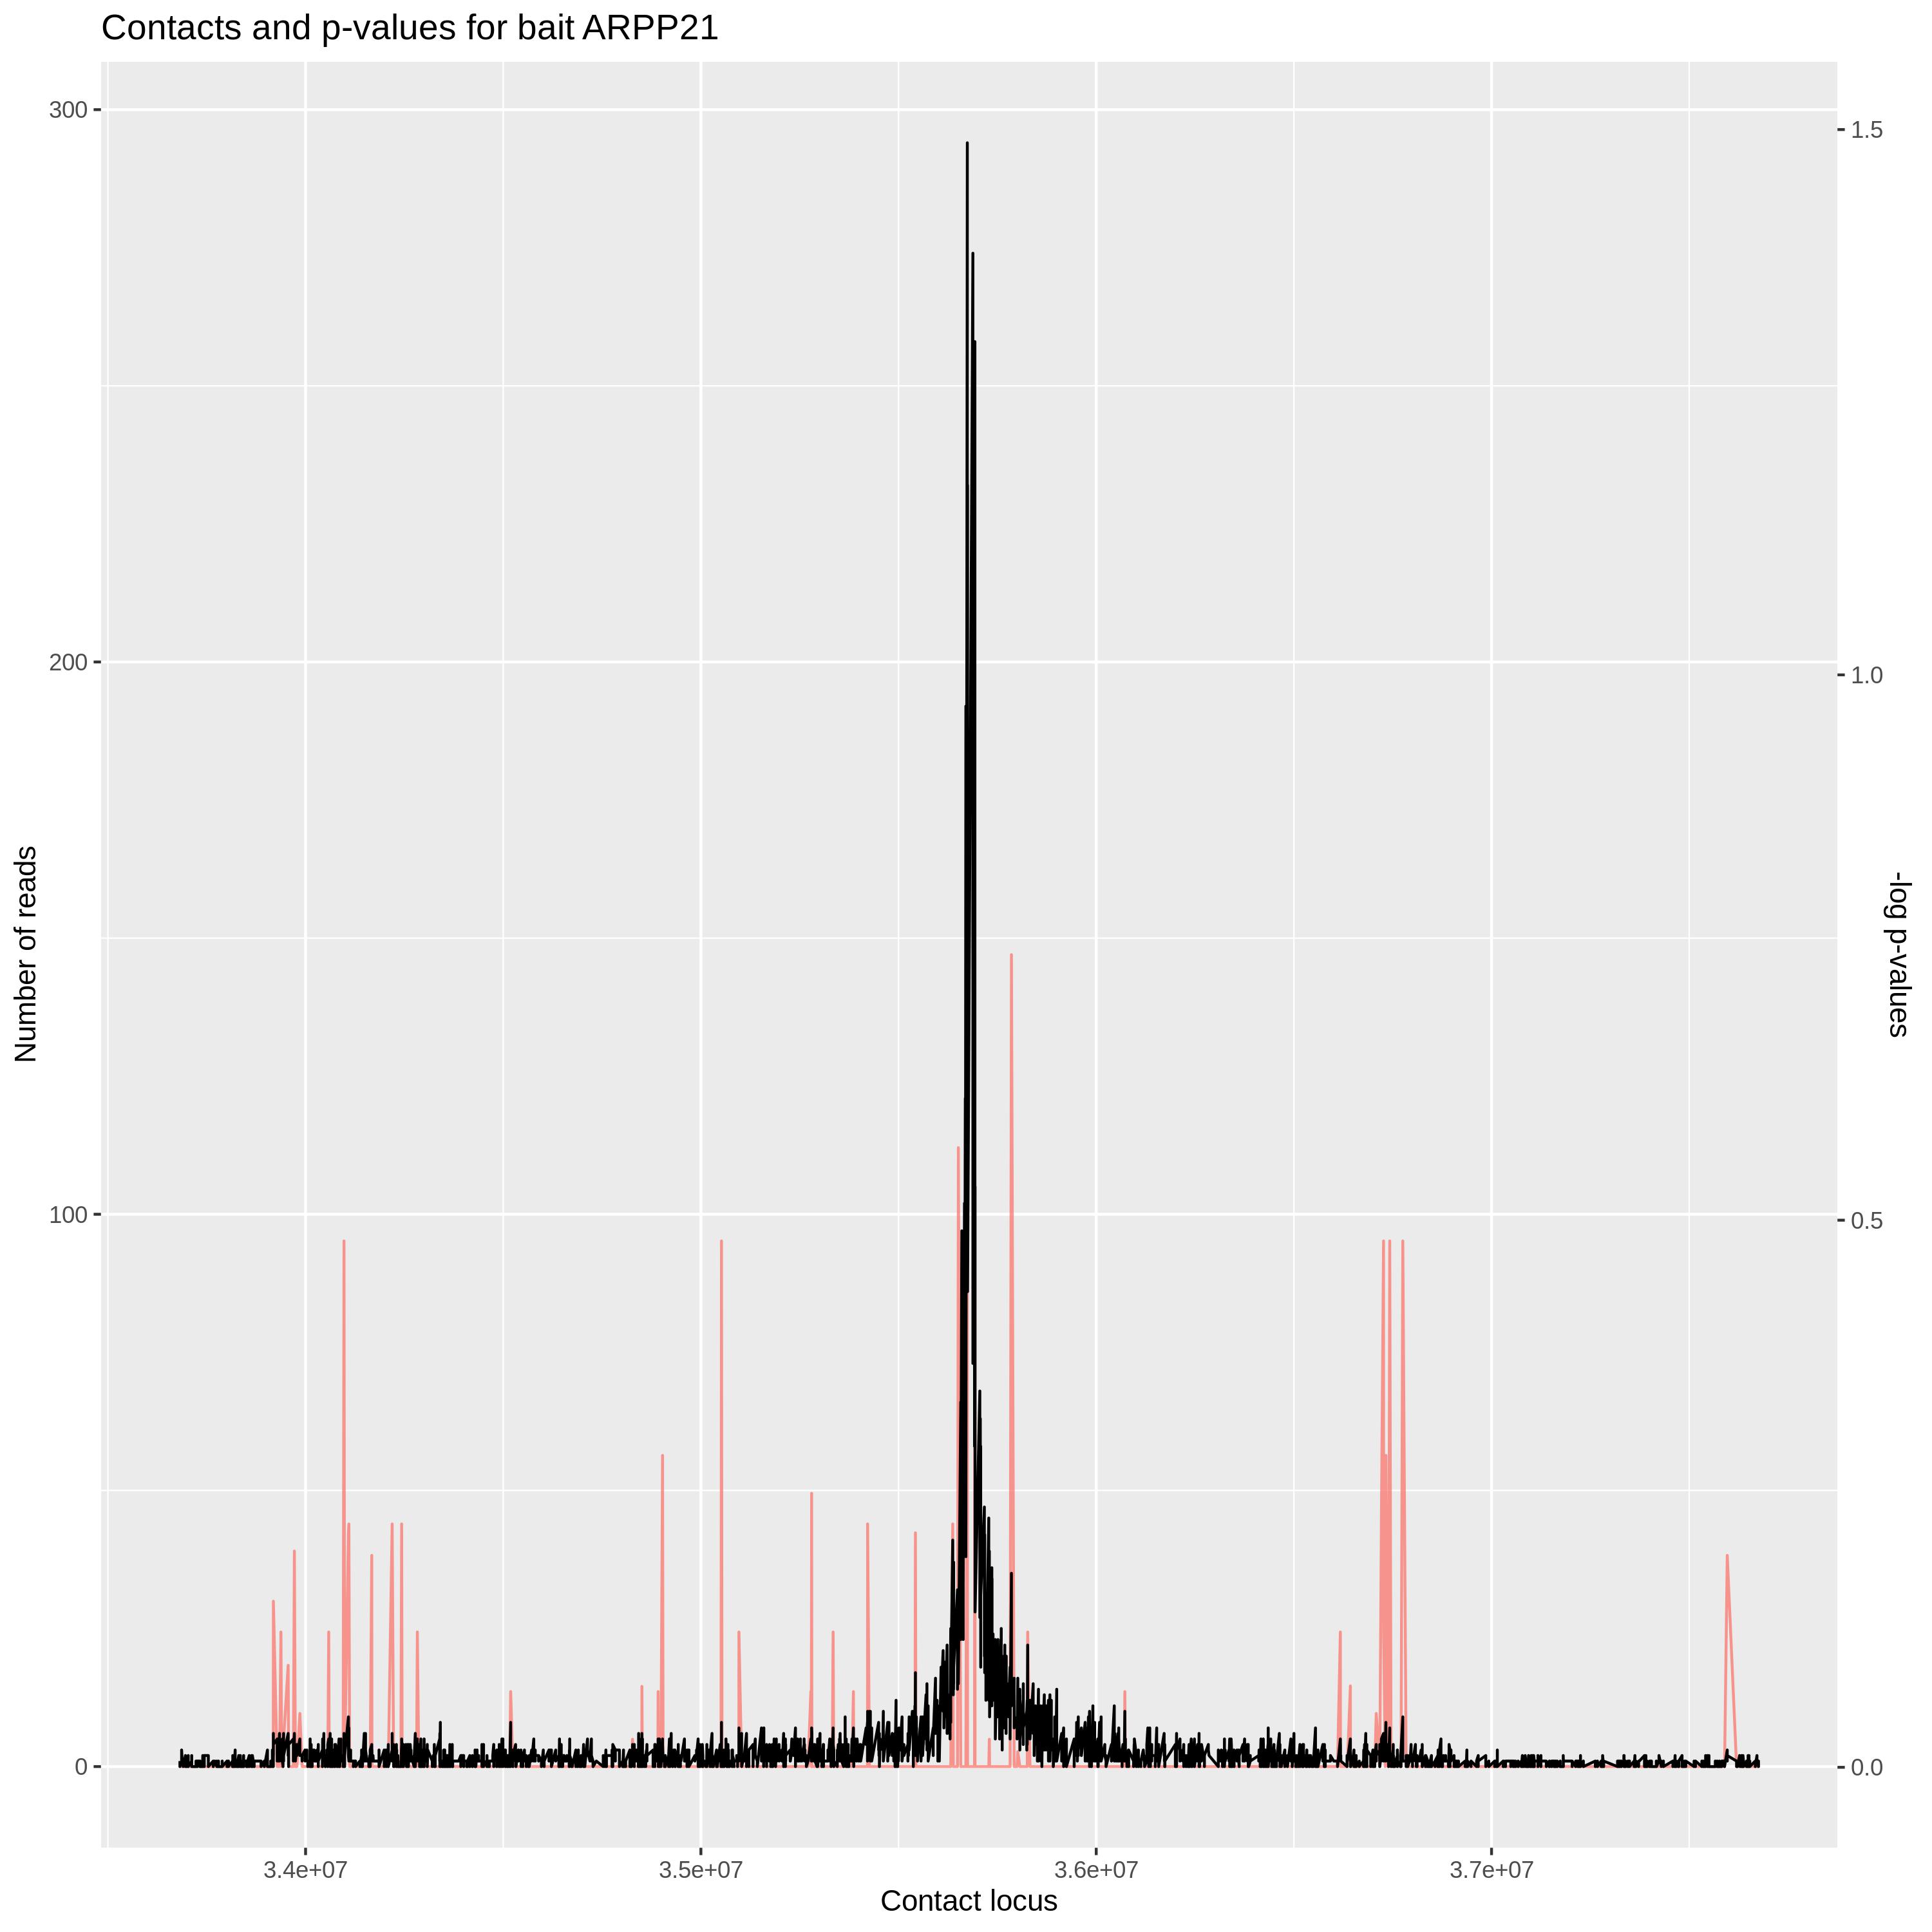 Contacts and p-values for bait ARPP21
300
200
100
0
Number of reads
1.5
1.0
0.5
0.0
-log p-values
3.4e+07
3.5e+07
3.6e+07
3.7e+07
Contact locus